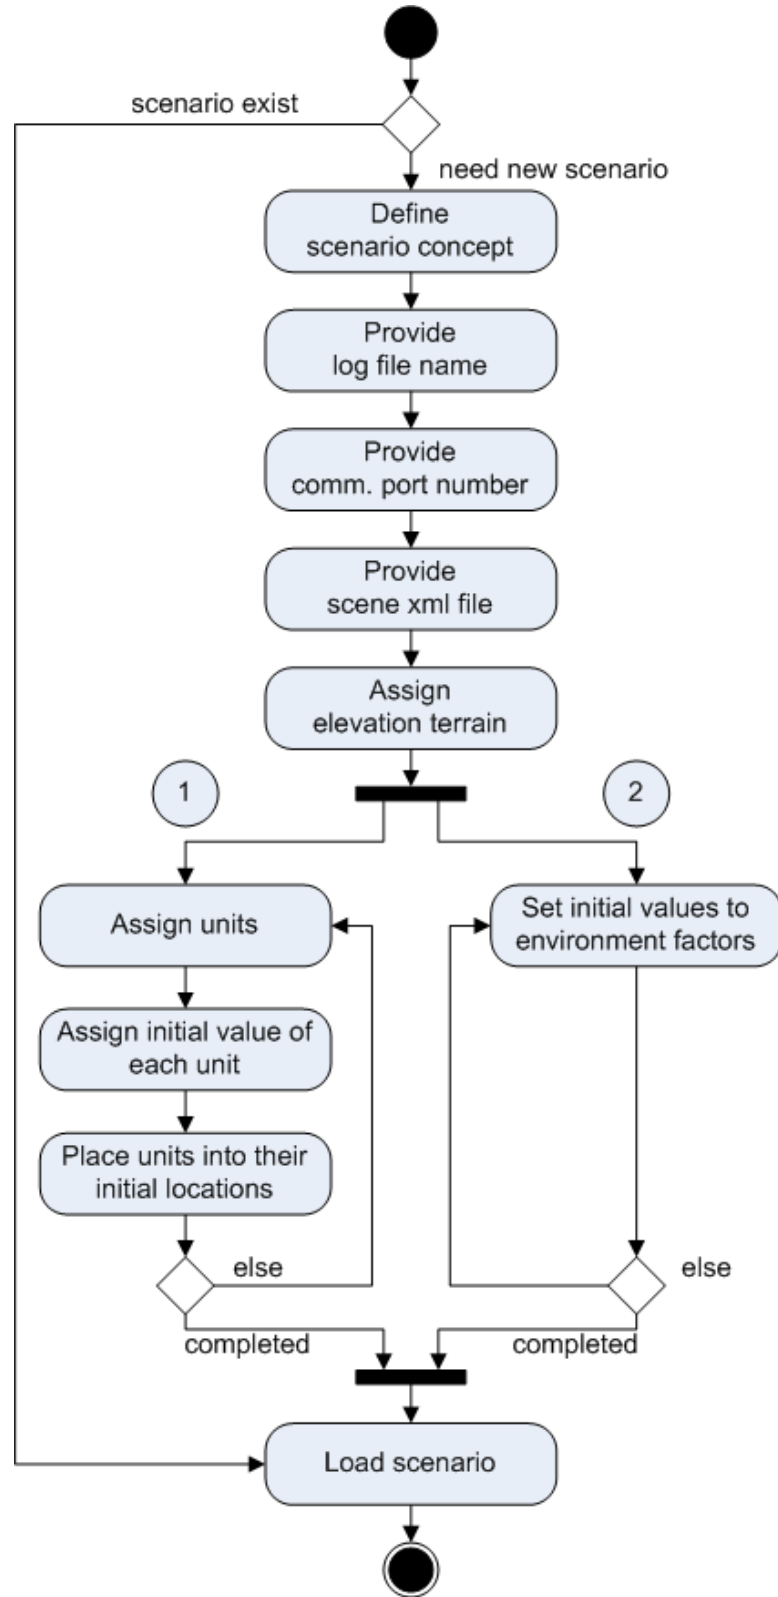 scenario exist
need new scenario
Define
scenario concept
Provide
log file name
Provide
comm. port number
Provide
scene xml file
Assign
elevation terrain
1
2
Assign units
Set initial values to
environment factors
Assign initial value of
each unit
Place units into their
initial locations
else
else
completed
completed
Load scenario